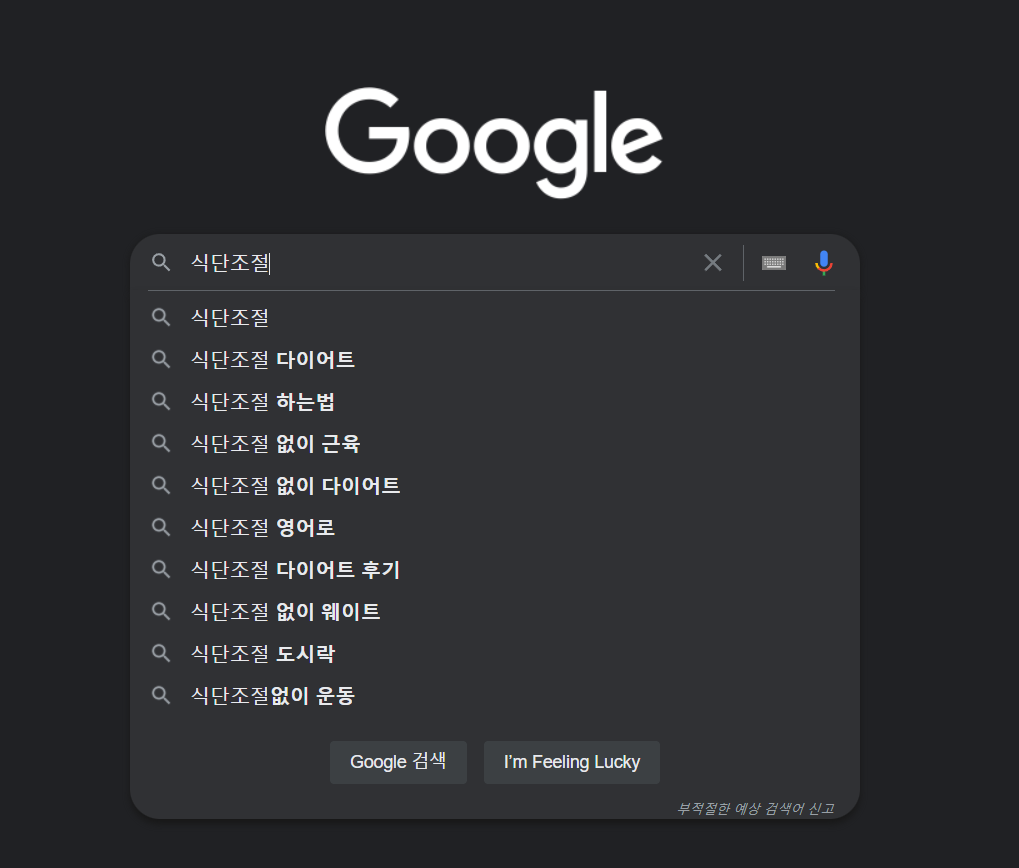 Google
식단조절
식단조절
식단조절 다이어트
식단조절 하는법
식단조절 없이 근육
식단조절 없이 다이어트
식단조절 영어로
식단조절 다이어트 후기
식단조절 없이 웨이트
식단조절 도시락
식단조절없이 운동
Google 검색 I'm Feeling Lucky
부적절한 예상 검색어 신고